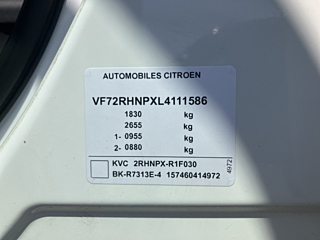 AUTOMOBILES CITROEN
VF72RHNPXL4111586
1830 kg
2655 kg
1- 0955 kg
2- 0880 kg
KVC 2RHNPX-R1F030
BK-R7313E-4 157460414972
4972